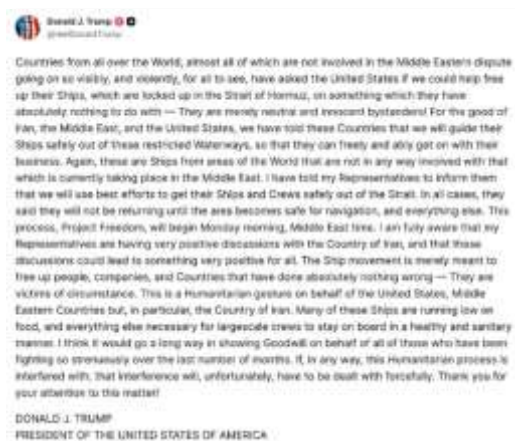 Donald J. Trump
@realDonaldTrump
Countries from all over the World, almost all of which are not involved in the Middle Eastern dispute
going on so visibly, and violently, for all to see, have asked the United States if we could help free
up their Ships, which are locked up in the Strait of Hormuz, on something which they have
absolutely nothing to do with — They are merely neutral and innocent bystanders! For the good of
Iran, the Middle East, and the United States, we have told these Countries that we will guide their
Ships safely out of these restricted Waterways, so that they can freely and ably get on with their
business. Again, these are Ships from areas of the World that are not in any way involved with that
which is currently taking place in the Middle East. I have told my Representatives to inform them
that we will use best efforts to get their Ships and Crews safely out of the Strait. In all cases, they
said they will not be returning until the area becomes safe for navigation, and everything else. This
process, Project Freedom, will begin Monday morning, Middle East time. I am fully aware that my
Representatives are having very positive discussions with the Country of Iran, and that these
discussions could lead to something very positive for all. The Ship movement is merely meant to
free up people, companies, and Countries that have done absolutely nothing wrong — They are
victims of circumstance. This is a Humanitarian gesture on behalf of the United States, Middle
Eastern Countries but, in particular, the Country of Iran. Many of these Ships are running low on
food, and everything else necessary for largescale crews to stay on board in a healthy and sanitary
manner. I think it would go a long way in showing Goodwill on behalf of all of those who have been
fighting so strenuously over the last number of months. If, in any way, this Humanitarian process is
interfered with, that interference will, unfortunately, have to be dealt with forcefully. Thank you for
your attention to this matter!
DONALD J. TRUMP
PRESIDENT OF THE UNITED STATES OF AMERICA